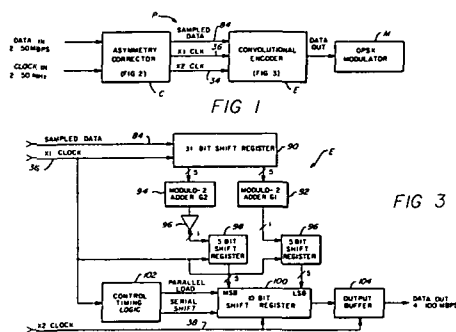 P
SAMPLED DATA 84
DATA IN
2 50 MBPS
CLOCK IN
2 50 MHz
ASYMMETRY
CORRECTOR
(FIG 2)
C
36
X1 CLK
X2 CLK
34
CONVOLUTIONAL
ENCODER
(FIG 3)
E
DATA
OUT
QPSK
MODULATOR
M
FIG 1
SAMPLED DATA
84
X1 CLOCK
36
31 BIT SHIFT REGISTER
90
E
5
5
94
MODULO-2
ADDER G2
MODULO-2
ADDER G1
92
FIG 3
96
1
1
98
5 BIT
SHIFT
REGISTER
96
5 BIT
SHIFT
REGISTER
5
5
102
CONTROL
TIMING
LOGIC
PARALLEL
LOAD
SERIAL
SHIFT
MSB
100
LSB
10 BIT
SHIFT REGISTER
104
OUTPUT
BUFFER
DATA OUT
4 100 MBPS
X2 CLOCK
38